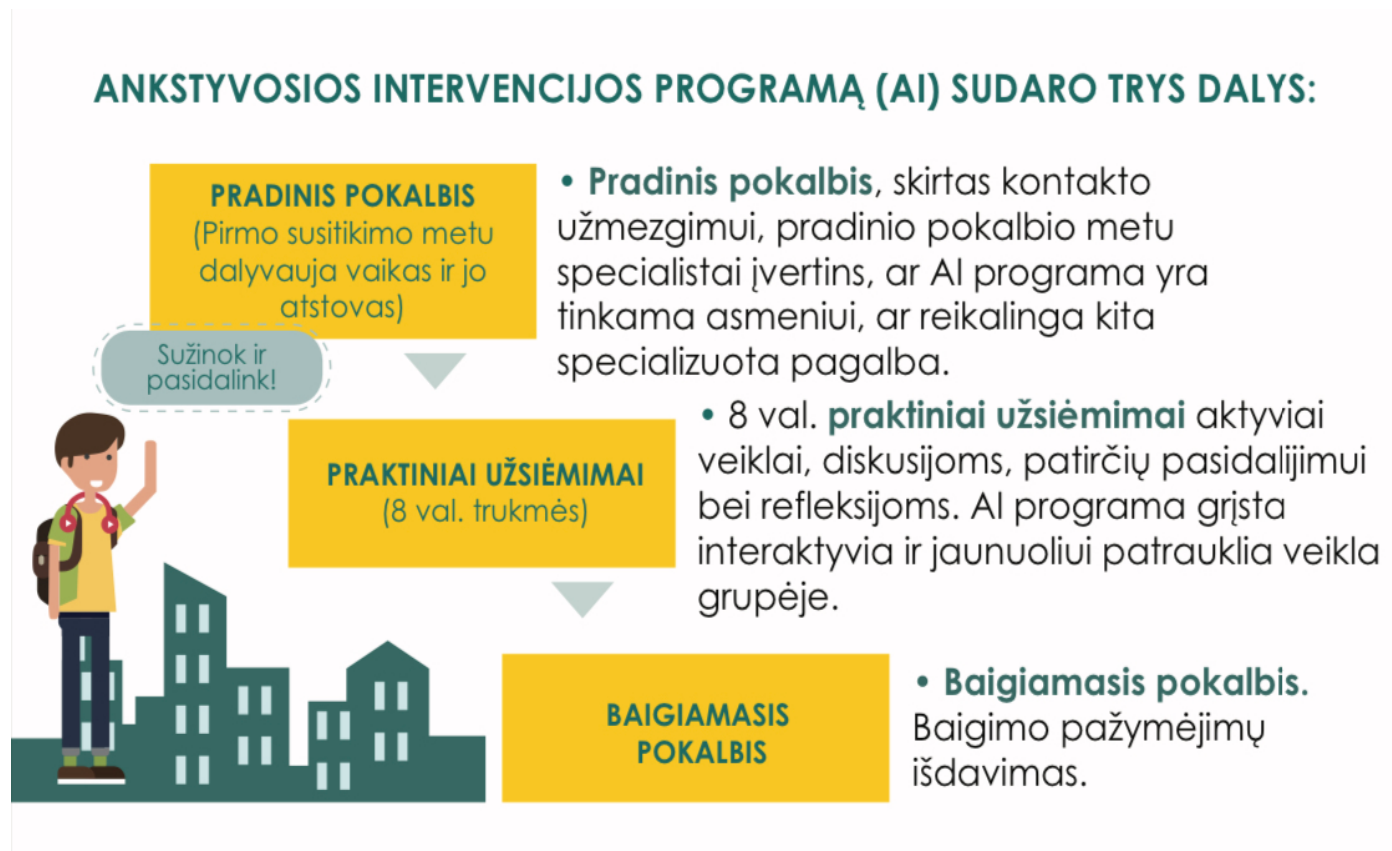 ANKSTYVOSIOS INTERVENCIJOS PROGRAMĄ (AI) SUDARO TRYS DALYS:
PRADINIS POKALBIS
(Pirmo susitikimo metu
dalyvauja vaikas ir jo
atstovas)
• Pradinis pokalbis, skirtas kontakto
užmezgimui, pradinio pokalbio metu
specialistai įvertins, ar AI programa yra
tinkama asmeniui, ar reikalinga kita
specializuota pagalba.
Sužinok ir
pasidalink!
PRAKTINIAI UŽSIĖMIMAI
(8 val. trukmės)
• 8 val. praktiniai užsiėmimai aktyviai
veiklai, diskusijoms, patirčių pasidalijimui
bei refleksijoms. AI programa grįsta
interaktyvia ir jaunuoliui patrauklia veikla
grupėje.
BAIGIAMASIS
POKALBIS
• Baigiamasis pokalbis.
Baigimo pažymėjimų
išdavimas.